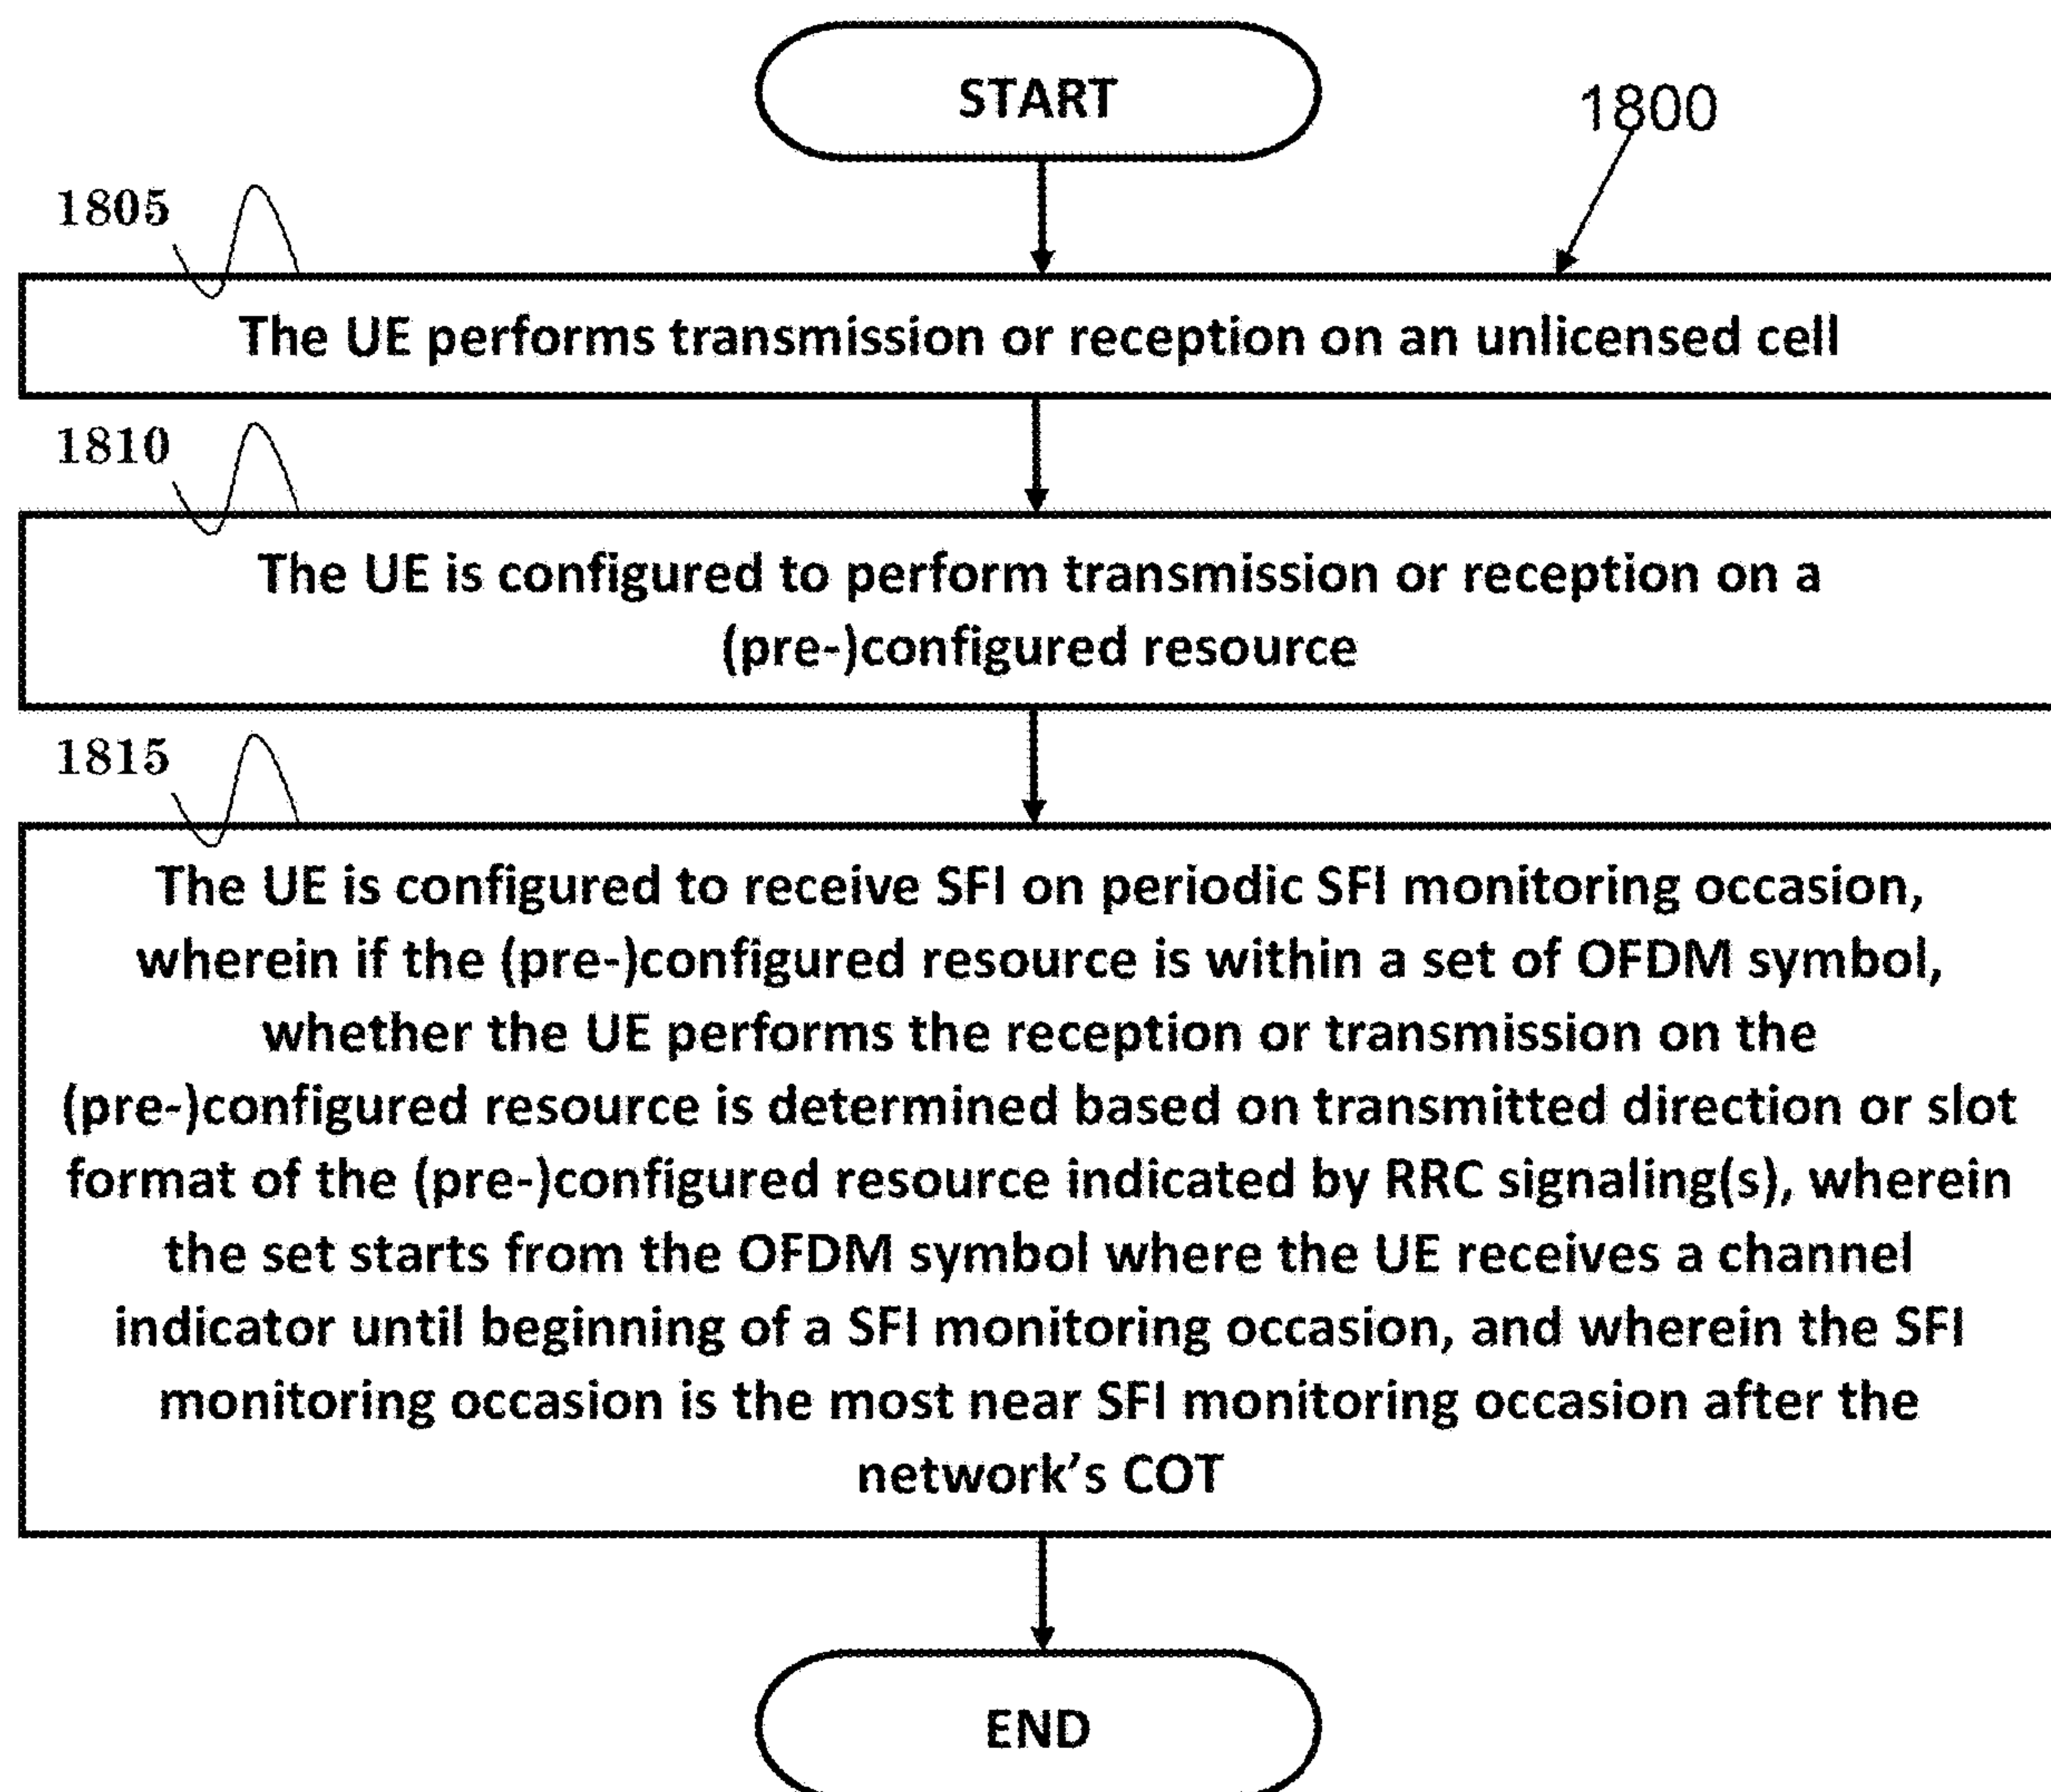 START
1800
1805
The UE performs transmission or reception on an unlicensed cell
1810
The UE is configured to perform transmission or reception on a
(pre-)configured resource
1815
The UE is configured to receive SFI on periodic SFI monitoring occasion,
wherein if the (pre-)configured resource is within a set of OFDM symbol,
whether the UE performs the reception or transmission on the
(pre-)configured resource is determined based on transmitted direction or slot
format of the (pre-)configured resource indicated by RRC signaling(s), wherein
the set starts from the OFDM symbol where the UE receives a channel
indicator until beginning of a SFI monitoring occasion, and wherein the SFI
monitoring occasion is the most near SFI monitoring occasion after the
network’s COT
END